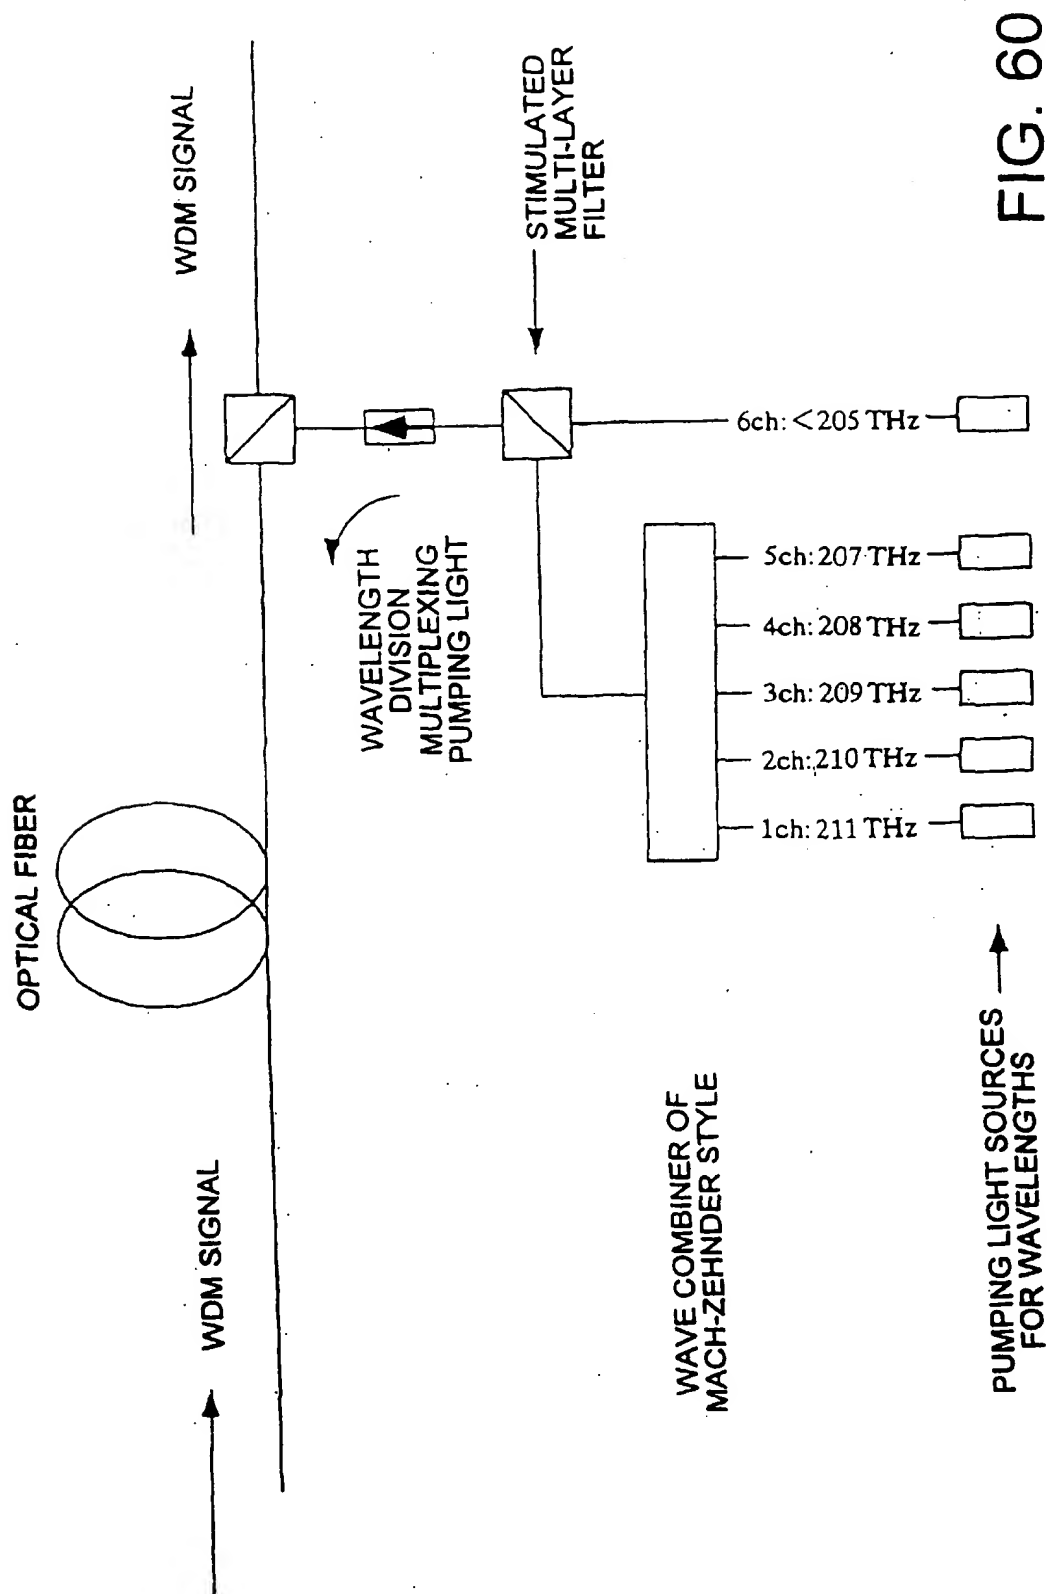 OPTICAL FIBER
WDM SIGNAL
WDM SIGNAL
WAVELENGTH
DIVISION
MULTIPLEXING
PUMPING LIGHT
STIMULATED
MULTI-LAYER
FILTER
WAVE COMBINER OF
MACH-ZEHNDER STYLE
1ch: 211 THz
2ch: 210 THz
3ch: 209 THz
4ch: 208 THz
5ch: 207 THz
6ch: <205 THz
PUMPING LIGHT SOURCES
FOR WAVELENGTHS
FIG. 60